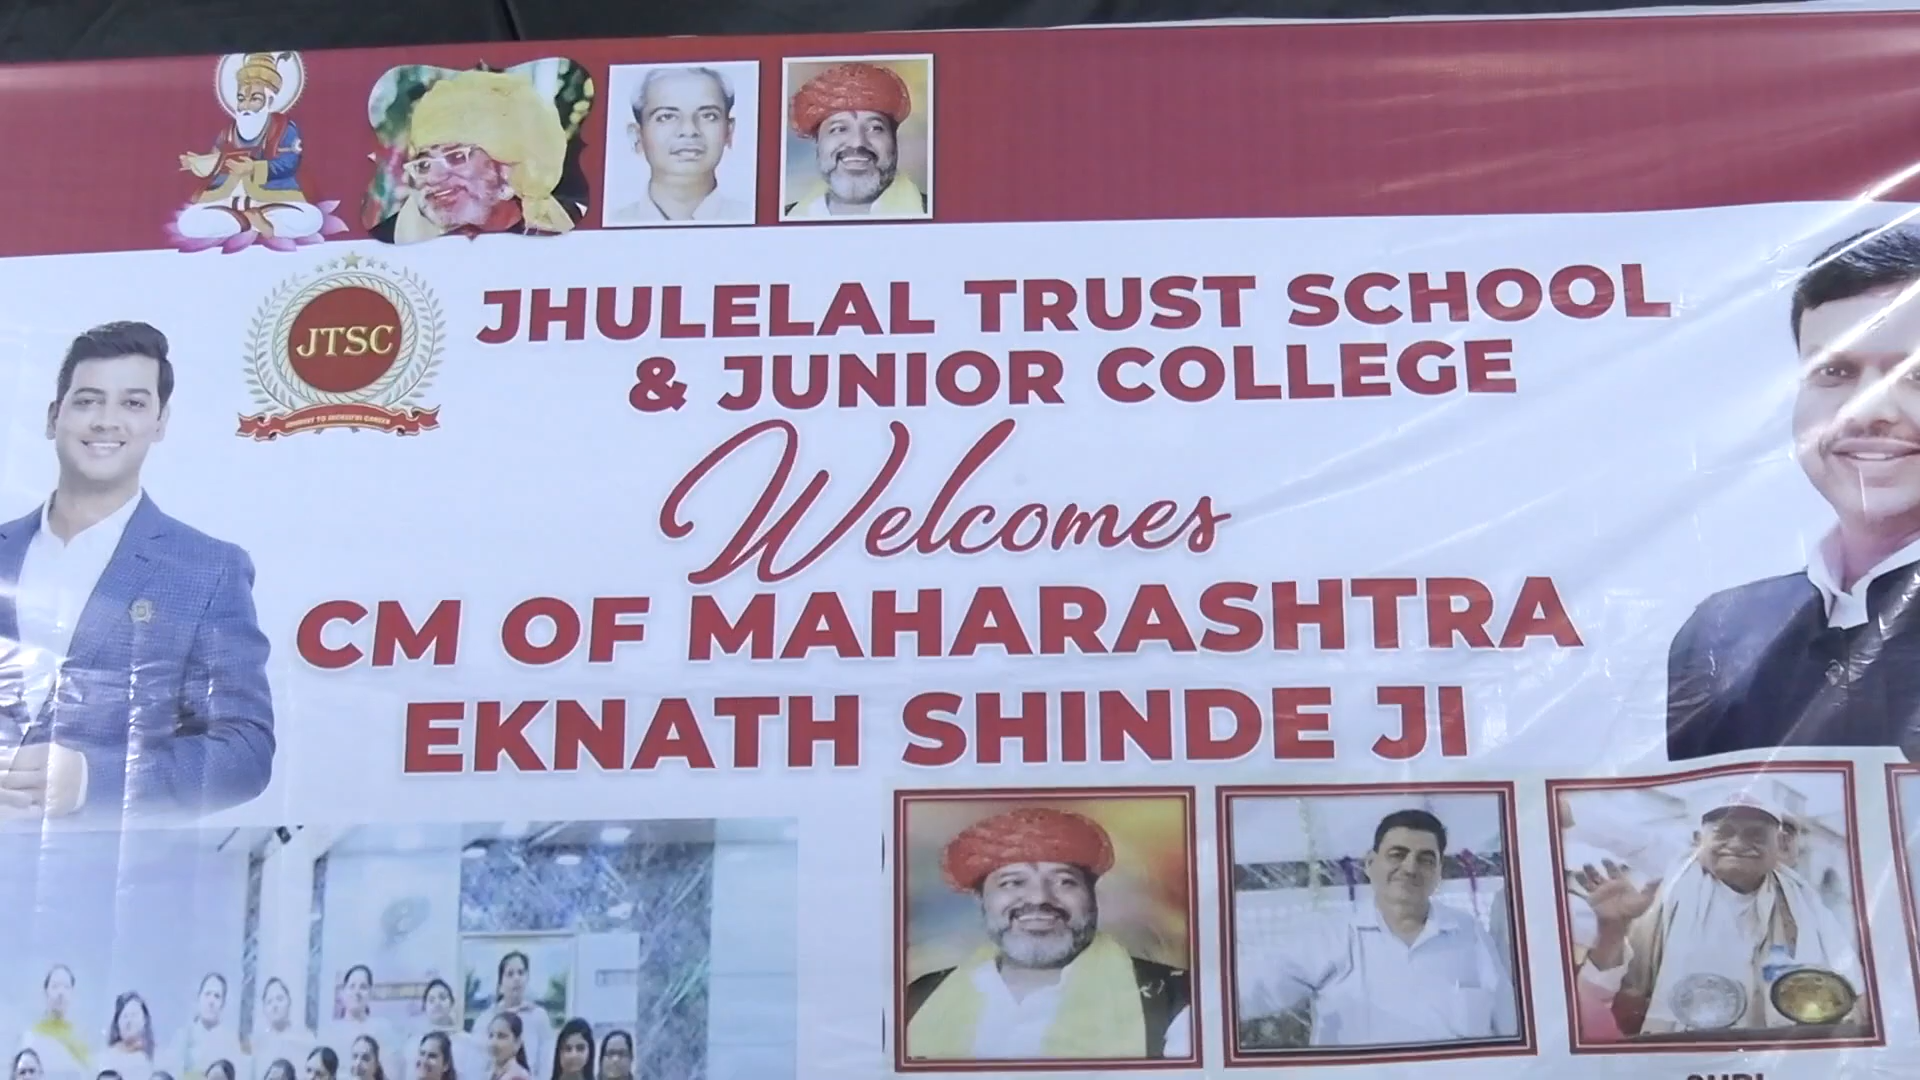 JTSC
JHULELAL TRUST SCHOOL
& JUNIOR COLLEGE
Welcomes
CM OF MAHARASHTRA
EKNATH SHINDE JI